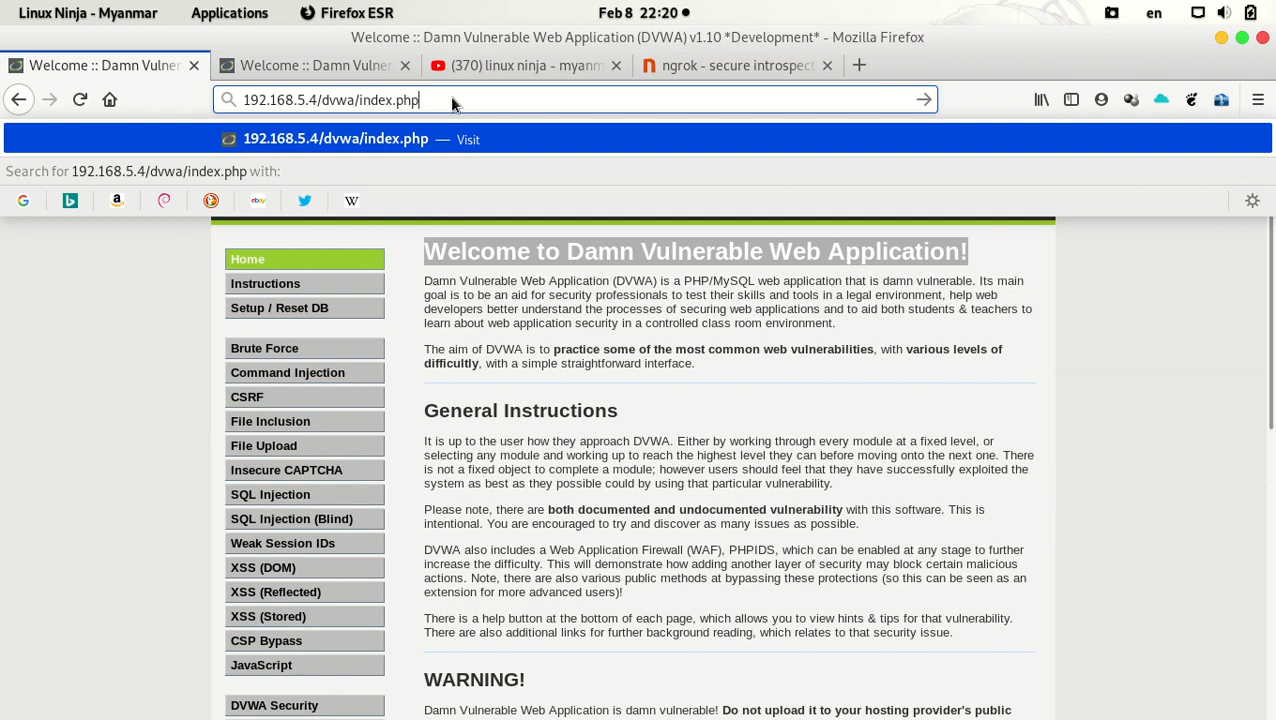 Linux Ninja - Myanmar Applications Firefox ESR Feb 8 22:20 en
Welcome :: Damn Vulnerable Web Application (DVWA) v1.10 *Development* - Mozilla Firefox
Welcome :: Damn Vulner Welcome :: Damn Vulner (370) linux ninja - myanm ngrok - secure introspect
192.168.5.4/dvwa/index.php
192.168.5.4/dvwa/index.php — Visit
Search for 192.168.5.4/dvwa/index.php with:
Welcome to Damn Vulnerable Web Application!
Damn Vulnerable Web Application (DVWA) is a PHP/MySQL web application that is damn vulnerable. Its main
goal is to be an aid for security professionals to test their skills and tools in a legal environment, help web
developers better understand the processes of securing web applications and to aid both students & teachers to
learn about web application security in a controlled class room environment.
The aim of DVWA is to practice some of the most common web vulnerabilities, with various levels of
difficultly, with a simple straightforward interface.
General Instructions
It is up to the user how they approach DVWA. Either by working through every module at a fixed level, or
selecting any module and working up to reach the highest level they can before moving onto the next one. There
is not a fixed object to complete a module; however users should feel that they have successfully exploited the
system as best as they possible could by using that particular vulnerability.
Please note, there are both documented and undocumented vulnerability with this software. This is
intentional. You are encouraged to try and discover as many issues as possible.
DVWA also includes a Web Application Firewall (WAF), PHPIDS, which can be enabled at any stage to further
increase the difficulty. This will demonstrate how adding another layer of security may block certain malicious
actions. Note, there are also various public methods at bypassing these protections (so this can be seen as an
extension for more advanced users)!
There is a help button at the bottom of each page, which allows you to view hints & tips for that vulnerability.
There are also additional links for further background reading, which relates to that security issue.
WARNING!
Damn Vulnerable Web Application is damn vulnerable! Do not upload it to your hosting provider's public
Home
Instructions
Setup / Reset DB
Brute Force
Command Injection
CSRF
File Inclusion
File Upload
Insecure CAPTCHA
SQL Injection
SQL Injection (Blind)
Weak Session IDs
XSS (DOM)
XSS (Reflected)
XSS (Stored)
CSP Bypass
JavaScript
DVWA Security